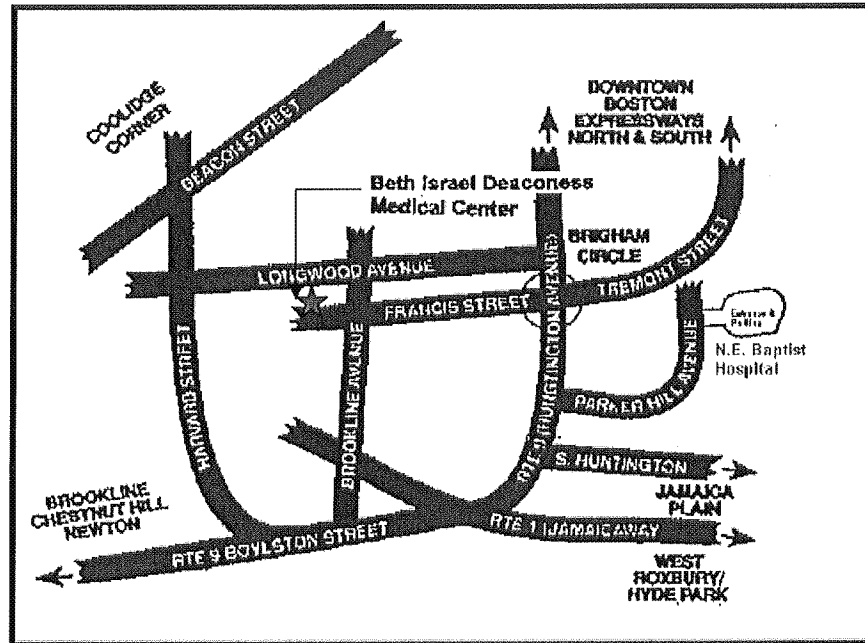 COOLIDGE
CORNER
BEACON STREET
DOWNTOWN
BOSTON
EXPRESSWAYS
NORTH & SOUTH
Beth Israel Deaconess
Medical Center
BRIGHAM
CIRCLE
LONGWOOD AVENUE
FRANCIS STREET
TREMONT STREET
HARVARD STREET
BROOKLINE AVENUE
RTE 9 HUNTINGTON AVENUE
Entrance &
Parking
N.E. Baptist
Hospital
PARKER HILL AVENUE
S. HUNTINGTON
JAMAICA
PLAIN
BROOKLINE
CHESTNUT HILL
NEWTON
RTE 9 BOYLSTON STREET
RTE 1 JAMAICAWAY
WEST
ROXBURY/
HYDE PARK